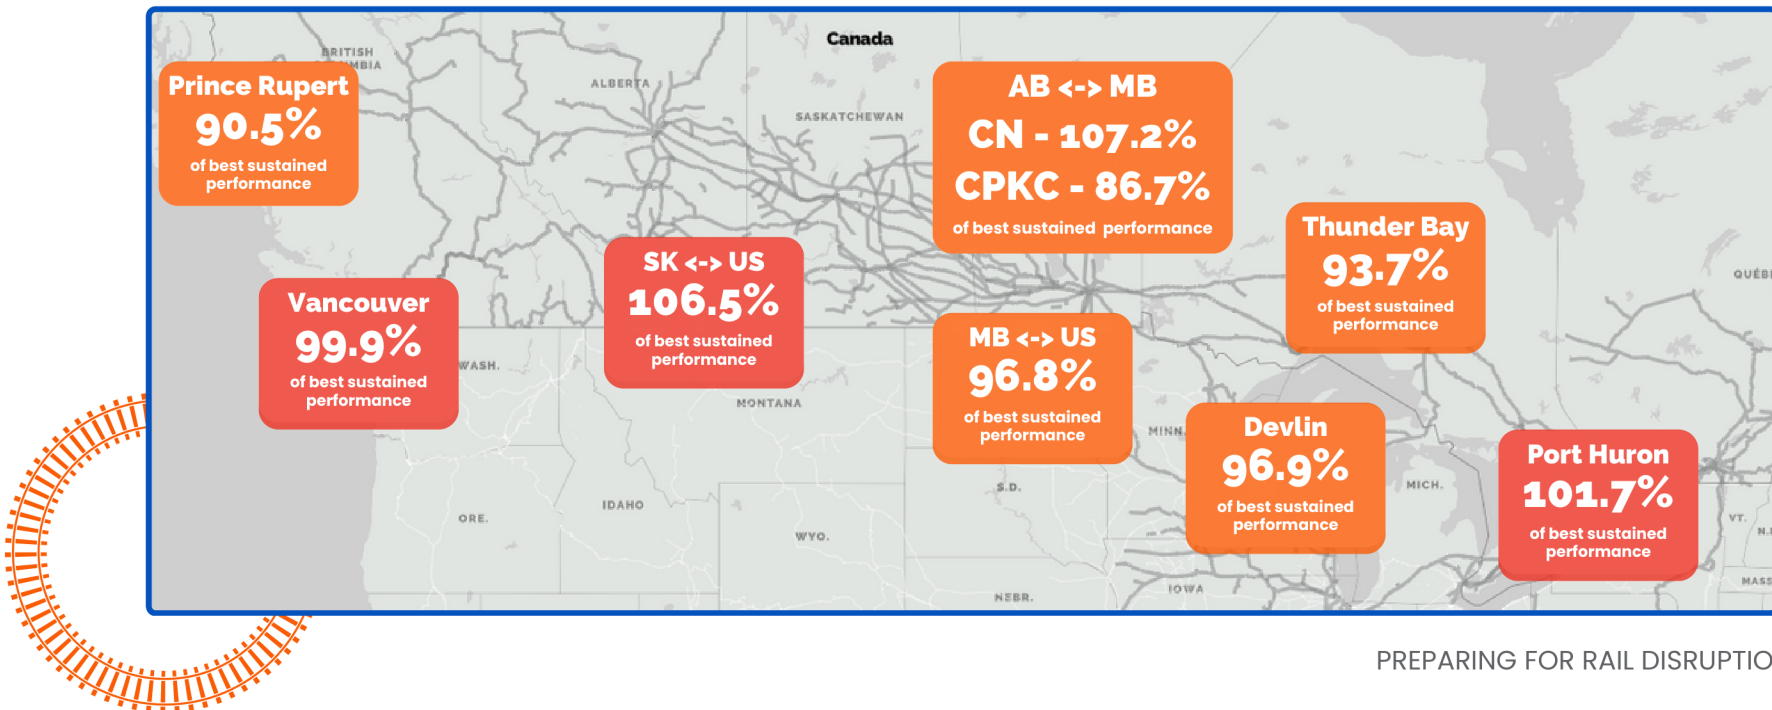 Canada
BRITISH
MBIA
Prince Rupert
90.5%
of best sustained
performance
ALBERTA
SASKATCHEWAN
AB <-> MB
CN - 107.2%
CPKC - 86.7%
of best sustained performance
Thunder Bay
93.7%
of best sustained
performance
QUÉB
SK <-> US
106.5%
of best sustained
performance
Vancouver
99.9%
of best sustained
performance
WASH.
MONTANA
MB <-> US
96.8%
of best sustained
performance
MINN.
Devlin
96.9%
of best sustained
performance
MICH.
Port Huron
101.7%
of best sustained
performance
S.D.
ORE.
IDAHO
WYO.
NEBR.
IOWA
VT.
N.
MASS
PREPARING FOR RAIL DISRUPTIO